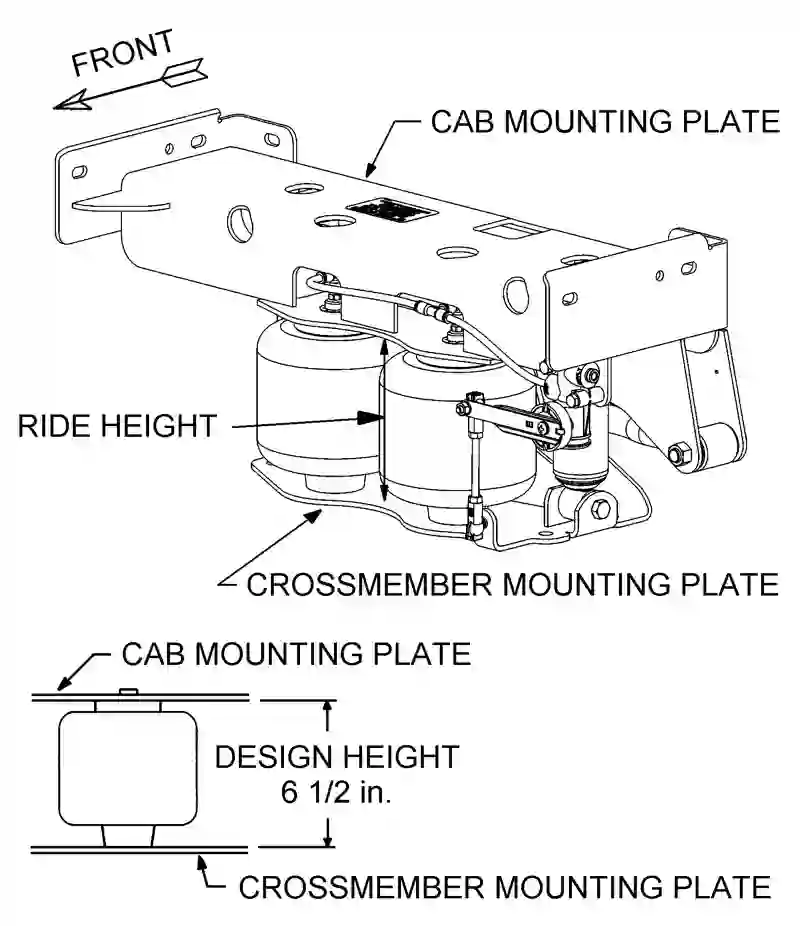 FRONT
CAB MOUNTING PLATE
RIDE HEIGHT
CROSSMEMBER MOUNTING PLATE
CAB MOUNTING PLATE
DESIGN HEIGHT
6 1/2 in.
CROSSMEMBER MOUNTING PLATE